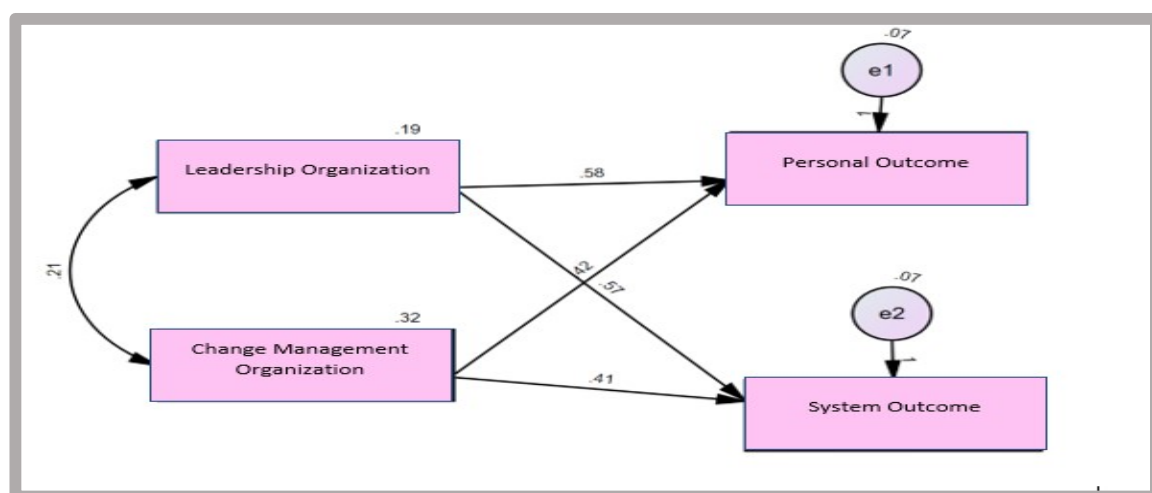 .07
e1
1
.19
Leadership Organization
.58
Personal Outcome
.21
42
.57
.07
e2
1
.32
Change Management
Organization
.41
System Outcome